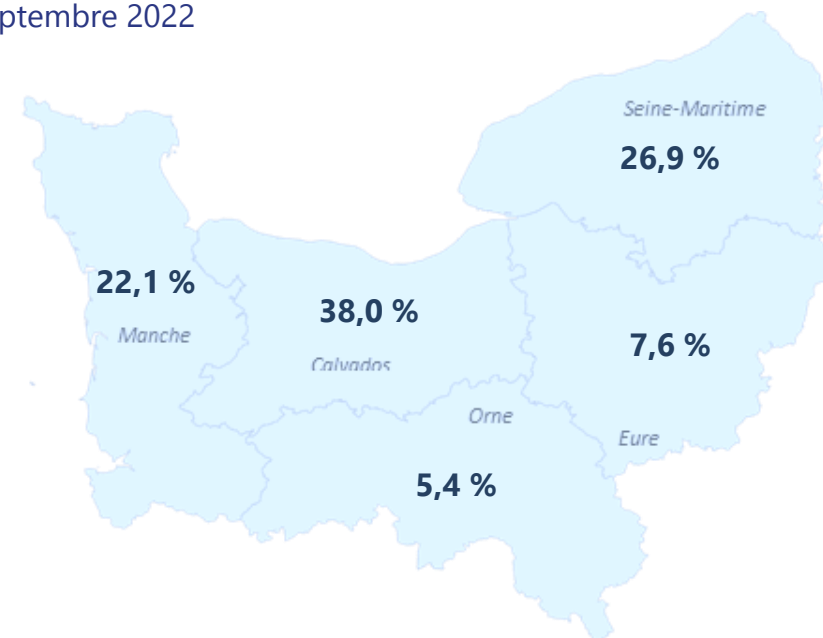 ptembre 2022
Seine-Maritime
26,9 %
22,1 %
Manche
38,0 %
Calvados
7,6 %
Orne
Eure
5,4 %